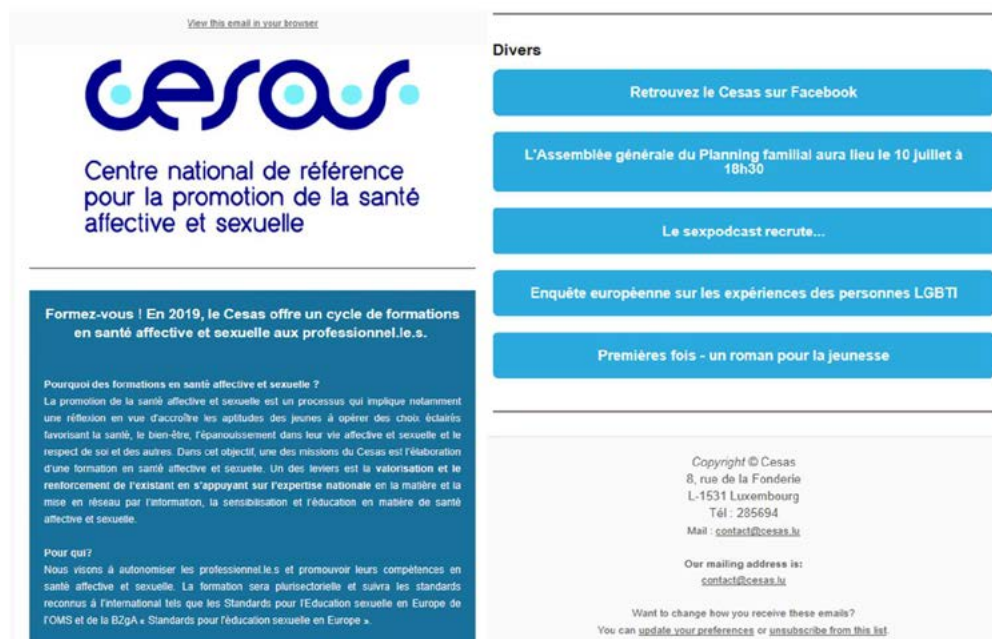 View this email in your browser
cesas
Centre national de référence
pour la promotion de la santé
affective et sexuelle
Formez-vous ! En 2019, le Cesas offre un cycle de formations
en santé affective et sexuelle aux professionnel.le.s.
Pourquoi des formations en santé affective et sexuelle ?
La promotion de la santé affective et sexuelle est un processus qui implique notamment
une réflexion en vue d'accroître les aptitudes des jeunes à opérer des choix éclairés
favorisant la santé, le bien-être, l'épanouissement dans leur vie affective et sexuelle et le
respect de soi et des autres. Dans cet objectif, une des missions du Cesas est l'élaboration
d'une formation en santé affective et sexuelle. Un des leviers est la valorisation et le
renforcement de l'existant en s'appuyant sur l'expertise nationale en la matière et la
mise en réseau par l'information, la sensibilisation et l'éducation en matière de santé
affective et sexuelle.
Pour qui?
Nous visons à autonomiser les professionnel.le.s et promouvoir leurs compétences en
santé affective et sexuelle. La formation sera plurisectorielle et suivra les standards
reconnus à l'international tels que les Standards pour l'Education sexuelle en Europe de
l'OMS et de la BZgA « Standards pour l'éducation sexuelle en Europe ».
Divers
Retrouvez le Cesas sur Facebook
L'Assemblée générale du Planning familial aura lieu le 10 juillet à
18h30
Le sexpodcast recrute...
Enquête européenne sur les expériences des personnes LGBTI
Premières fois - un roman pour la jeunesse
Copyright © Cesas
8, rue de la Fonderie
L-1531 Luxembourg
Tél : 285694
Mail : contact@cesas.lu
Our mailing address is:
contact@cesas.lu
Want to change how you receive these emails?
You can update your preferences or unsubscribe from this list.